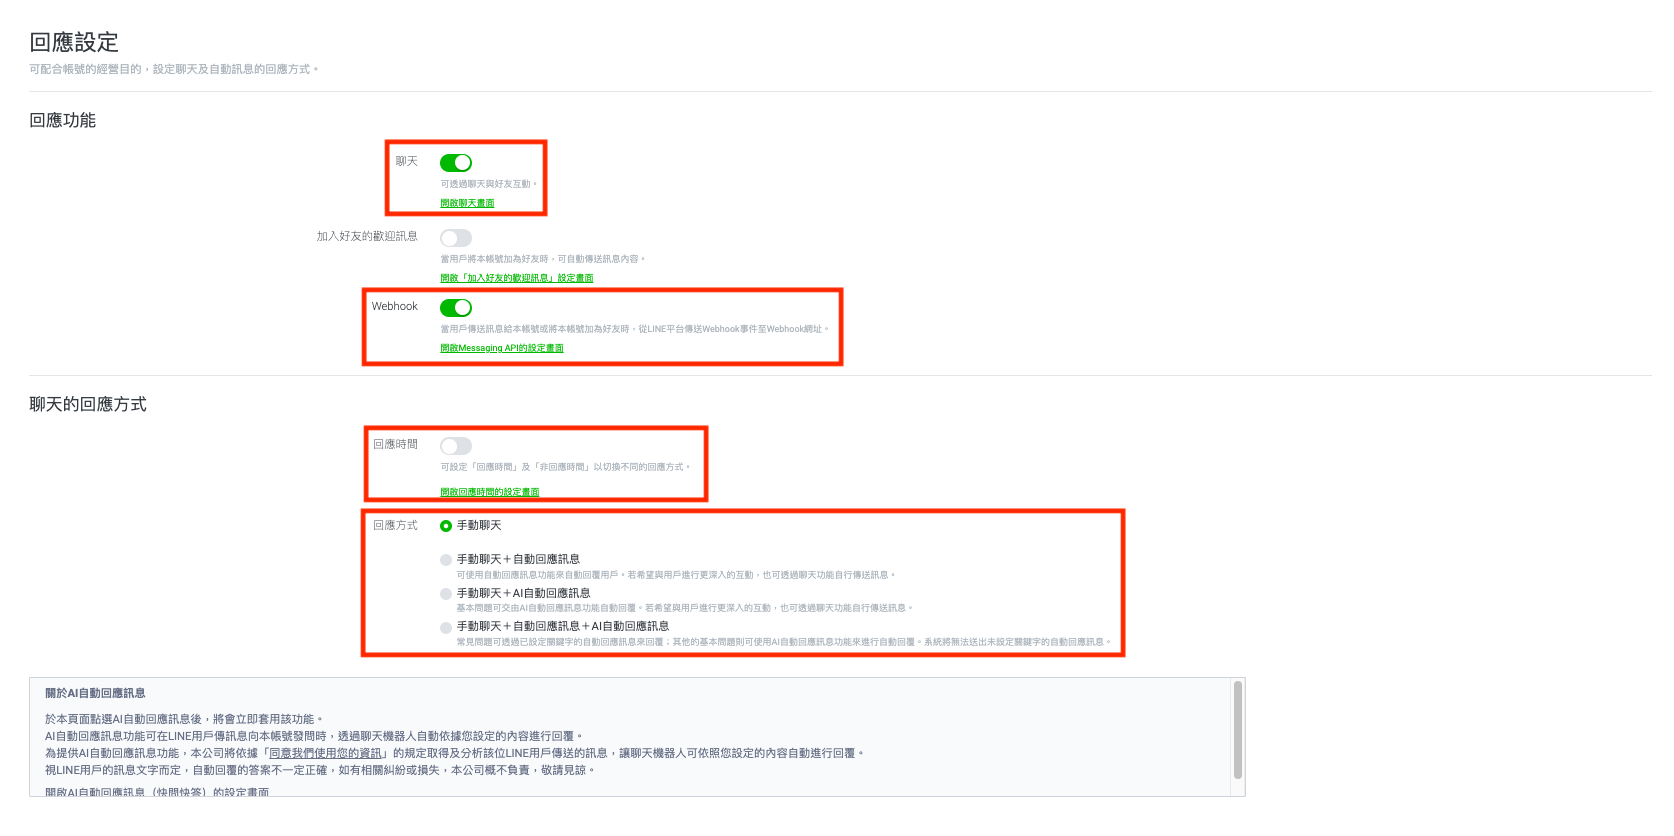 回應設定
可配合帳號的經營目的，設定聊天及自動訊息的回應方式。
回應功能
聊天
可透過聊天與好友互動。
開啟聊天畫面
加入好友的歡迎訊息
當用戶將本帳號加為好友時，可自動傳送訊息內容。
開啟「加入好友的歡迎訊息」設定畫面
Webhook
當用戶傳送訊息給本帳號或將本帳號加為好友時，從LINE平台傳送Webhook事件至Webhook網址。
開啟Messaging API的設定畫面
聊天的回應方式
回應時間
可設定「回應時間」及「非回應時間」以切換不同的回應方式。
開啟回應時間的設定畫面
回應方式
手動聊天
手動聊天＋自動回應訊息
可使用自動回應訊息功能來自動回覆用戶。若希望與用戶進行更深入的互動，也可透過聊天功能自行傳送訊息。
手動聊天＋AI自動回應訊息
基本問題可交由AI自動回應訊息功能自動回覆。若希望與用戶進行更深入的互動，也可透過聊天功能自行傳送訊息。
手動聊天＋自動回應訊息＋AI自動回應訊息
常見問題可透過已設定關鍵字的自動回應訊息來回覆；其他的基本問題則可使用AI自動回應訊息功能來進行自動回覆。系統將無法送出未設定關鍵字的自動回應訊息。
關於AI自動回應訊息
於本頁面點選AI自動回應訊息後，將會立即套用該功能。
AI自動回應訊息功能可在LINE用戶傳訊息向本帳號發問時，透過聊天機器人自動依據您設定的內容進行回覆。
為提供AI自動回應訊息功能，本公司將依據「同意我們使用您的資訊」的規定取得及分析該位LINE用戶傳送的訊息，讓聊天機器人可依照您設定的內容自動進行回覆。
視LINE用戶的訊息文字而定，自動回覆的答案不一定正確，如有相關糾紛或損失，本公司概不負責，敬請見諒。
開啟AI自動回應訊息（快問快答）的設定畫面